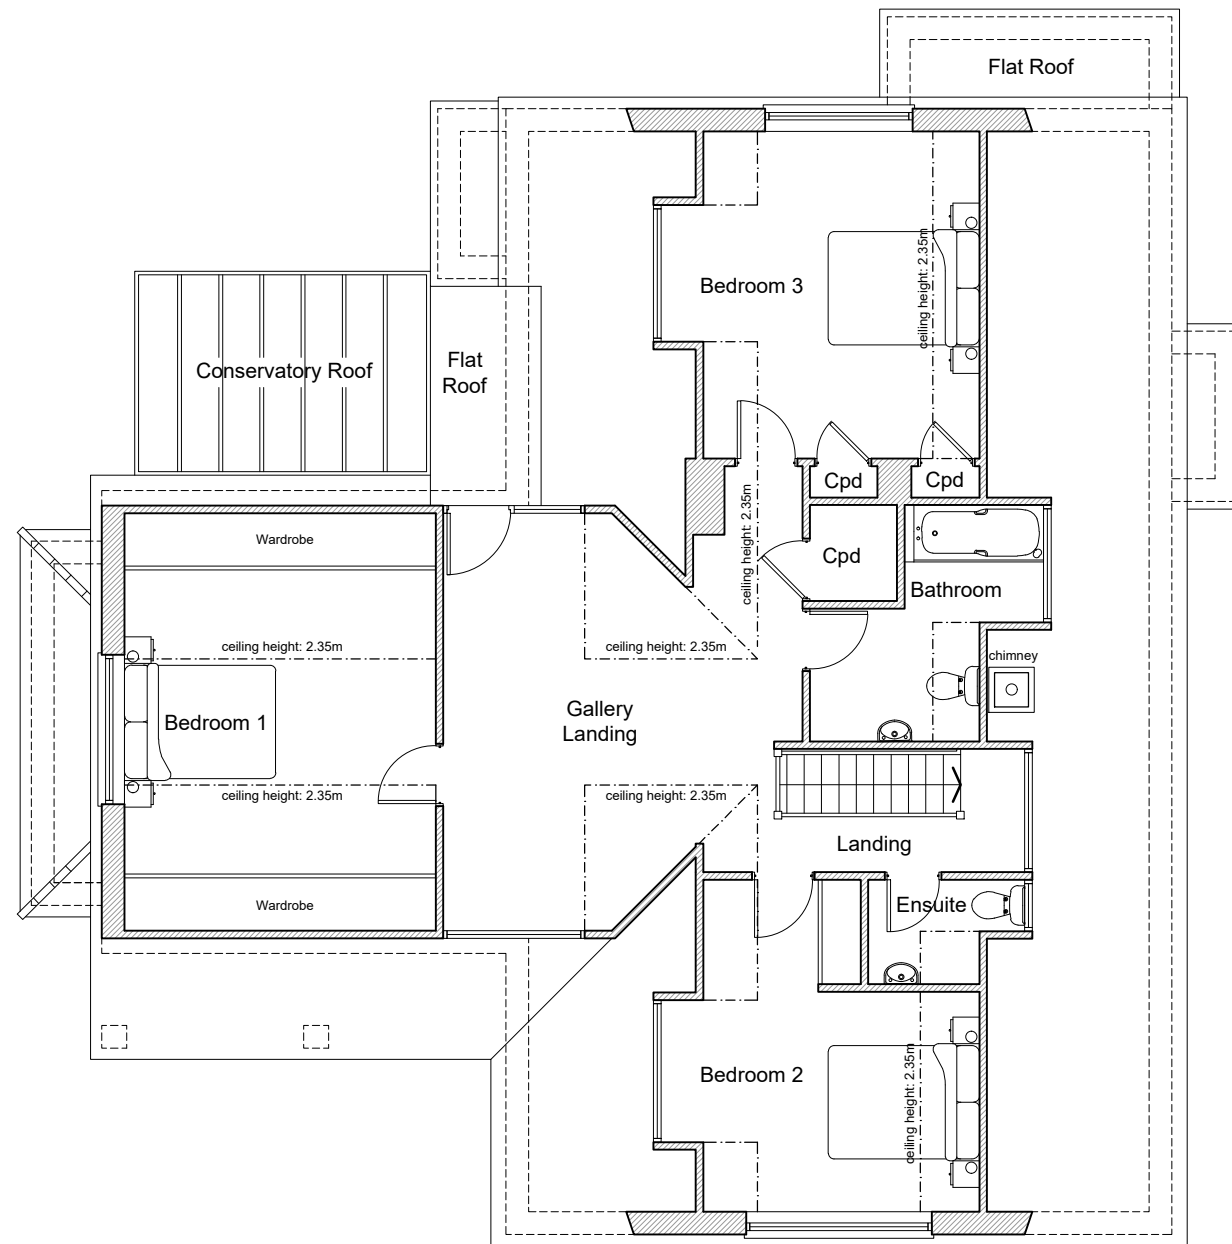 Flat Roof
Bedroom 3
ceiling height: 2.35m
Conservatory Roof
Flat
Roof
Cpd
Cpd
ceiling height: 2.35m
Wardrobe
Cpd
Bathroom
ceiling height: 2.35m
ceiling height: 2.35m
chimney
Bedroom 1
Gallery
Landing
ceiling height: 2.35m
ceiling height: 2.35m
Landing
Wardrobe
Ensuite
Bedroom 2
ceiling height: 2.35m